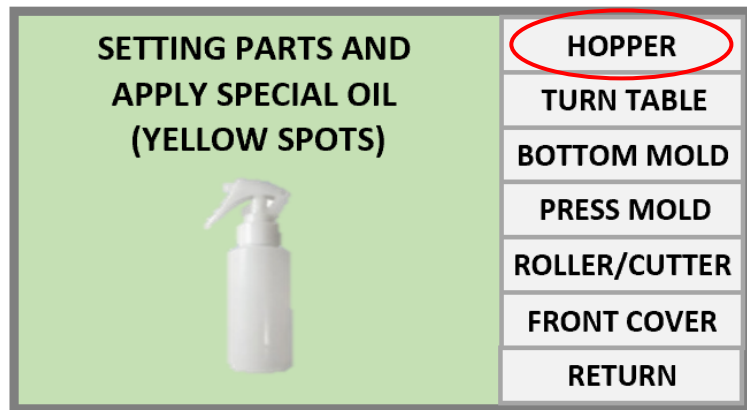 SETTING PARTS AND
APPLY SPECIAL OIL
(YELLOW SPOTS)
HOPPER
TURN TABLE
BOTTOM MOLD
PRESS MOLD
ROLLER/CUTTER
FRONT COVER
RETURN